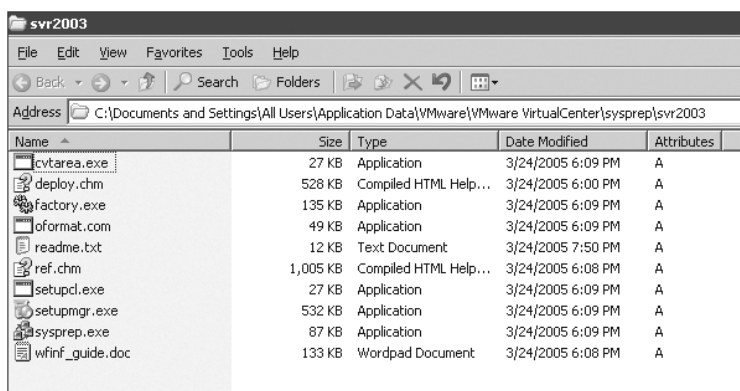 svr2003
File Edit View Favorites Tools Help
Back Search Folders
Address C:\Documents and Settings\All Users\Application Data\VMware\VMware VirtualCenter\sysprep\svr2003
Name Size Type Date Modified Attributes
cvtarea.exe 27 KB Application 3/24/2005 6:09 PM A
deploy.chm 528 KB Compiled HTML Help... 3/24/2005 6:00 PM A
factory.exe 135 KB Application 3/24/2005 6:09 PM A
oformat.com 49 KB Application 3/24/2005 6:09 PM A
readme.txt 12 KB Text Document 3/24/2005 7:50 PM A
ref.chm 1,005 KB Compiled HTML Help... 3/24/2005 6:08 PM A
setupcl.exe 27 KB Application 3/24/2005 6:09 PM A
setupmgr.exe 532 KB Application 3/24/2005 6:09 PM A
sysprep.exe 87 KB Application 3/24/2005 6:09 PM A
wfinf_guide.doc 133 KB Wordpad Document 3/24/2005 6:08 PM A